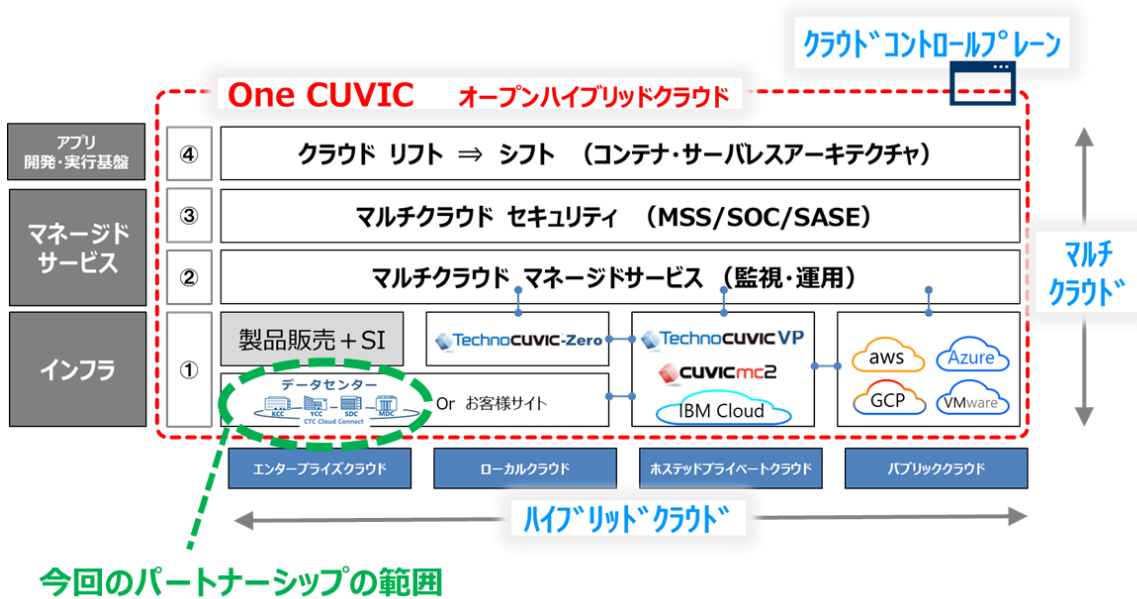 クラウドコントロールプレーン
One CUVIC オープンハイブリッドクラウド
アプリ
開発・実行基盤
④
クラウド リフト ⇒ シフト （コンテナ・サーバレスアーキテクチャ）
マネージド
サービス
③
マルチクラウド セキュリティ （MSS/SOC/SASE）
②
マルチクラウド マネージドサービス （監視・運用）
マルチ
クラウド
インフラ
①
製品販売＋SI
TechnoCUVIC-Zero
TechnoCUVIC VP
CUVICmc2
IBM Cloud
aws
Azure
GCP
VMware
データセンター
KCC YCC SDC MDC
CTC Cloud Connect
Or お客様サイト
エンタープライズクラウド
ローカルクラウド
ホステッドプライベートクラウド
パブリッククラウド
ハイブリッドクラウド
今回のパートナーシップの範囲